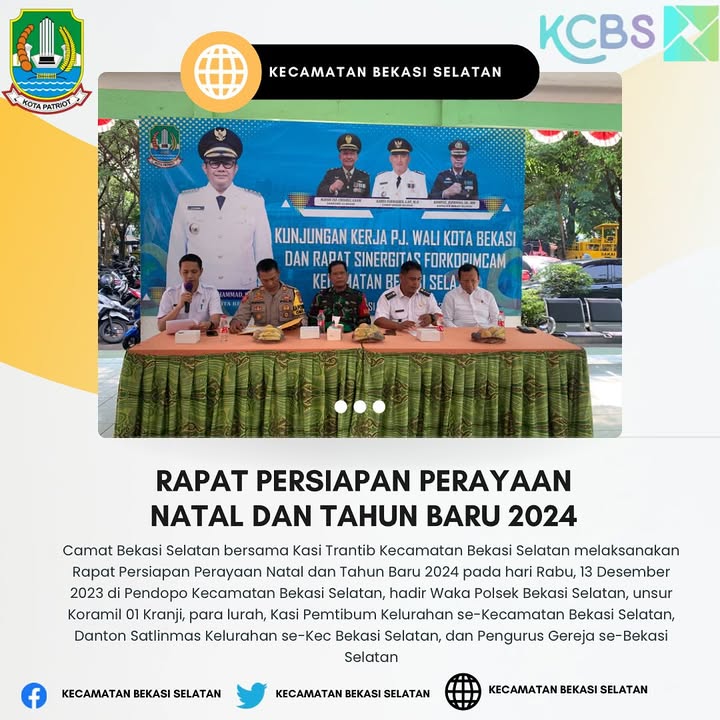 KOTA PATRIOT
KCBS
KECAMATAN BEKASI SELATAN
KUNJUNGAN KERJA PJ. WALI KOTA BEKASI
DAN RAPAT SINERGITAS FORKOPIMCAM
KECAMATAN BEKASI SELA
RAPAT PERSIAPAN PERAYAAN
NATAL DAN TAHUN BARU 2024
Camat Bekasi Selatan bersama Kasi Trantib Kecamatan Bekasi Selatan melaksanakan
Rapat Persiapan Perayaan Natal dan Tahun Baru 2024 pada hari Rabu, 13 Desember
2023 di Pendopo Kecamatan Bekasi Selatan, hadir Waka Polsek Bekasi Selatan, unsur
Koramil 01 Kranji, para lurah, Kasi Pemtibum Kelurahan se-Kecamatan Bekasi Selatan,
Danton Satlinmas Kelurahan se-Kec Bekasi Selatan, dan Pengurus Gereja se-Bekasi
Selatan
KECAMATAN BEKASI SELATAN
KECAMATAN BEKASI SELATAN
KECAMATAN BEKASI SELATAN